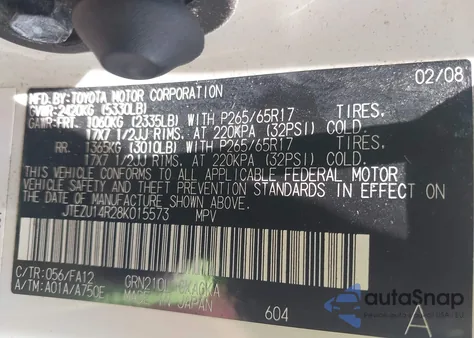 MFD.BY:TOYOTA MOTOR CORPORATION 02/08
GVWR:2420KG (5330LB)
GAWR:FRT. 1060KG (2335LB) WITH P265/65R17 TIRES.
17X7 1/2JJ RIMS. AT 220KPA (32PSI) COLD.
RR. 1365KG (3010LB) WITH P265/65R17 TIRES.
17X7 1/2JJ RIMS. AT 220KPA (32PSI) COLD.
THIS VEHICLE CONFORMS TO ALL APPLICABLE FEDERAL MOTOR
VEHICLE SAFETY AND THEFT PREVENTION STANDARDS IN EFFECT ON
THE DATE OF MANUFACTURE SHOWN ABOVE.
JTEZU14R28K015573 MPV
C/TR:056/FA12 GRN210L
A/TM:A01A/A750E MADE IN JAPAN
604 A
autoSnap